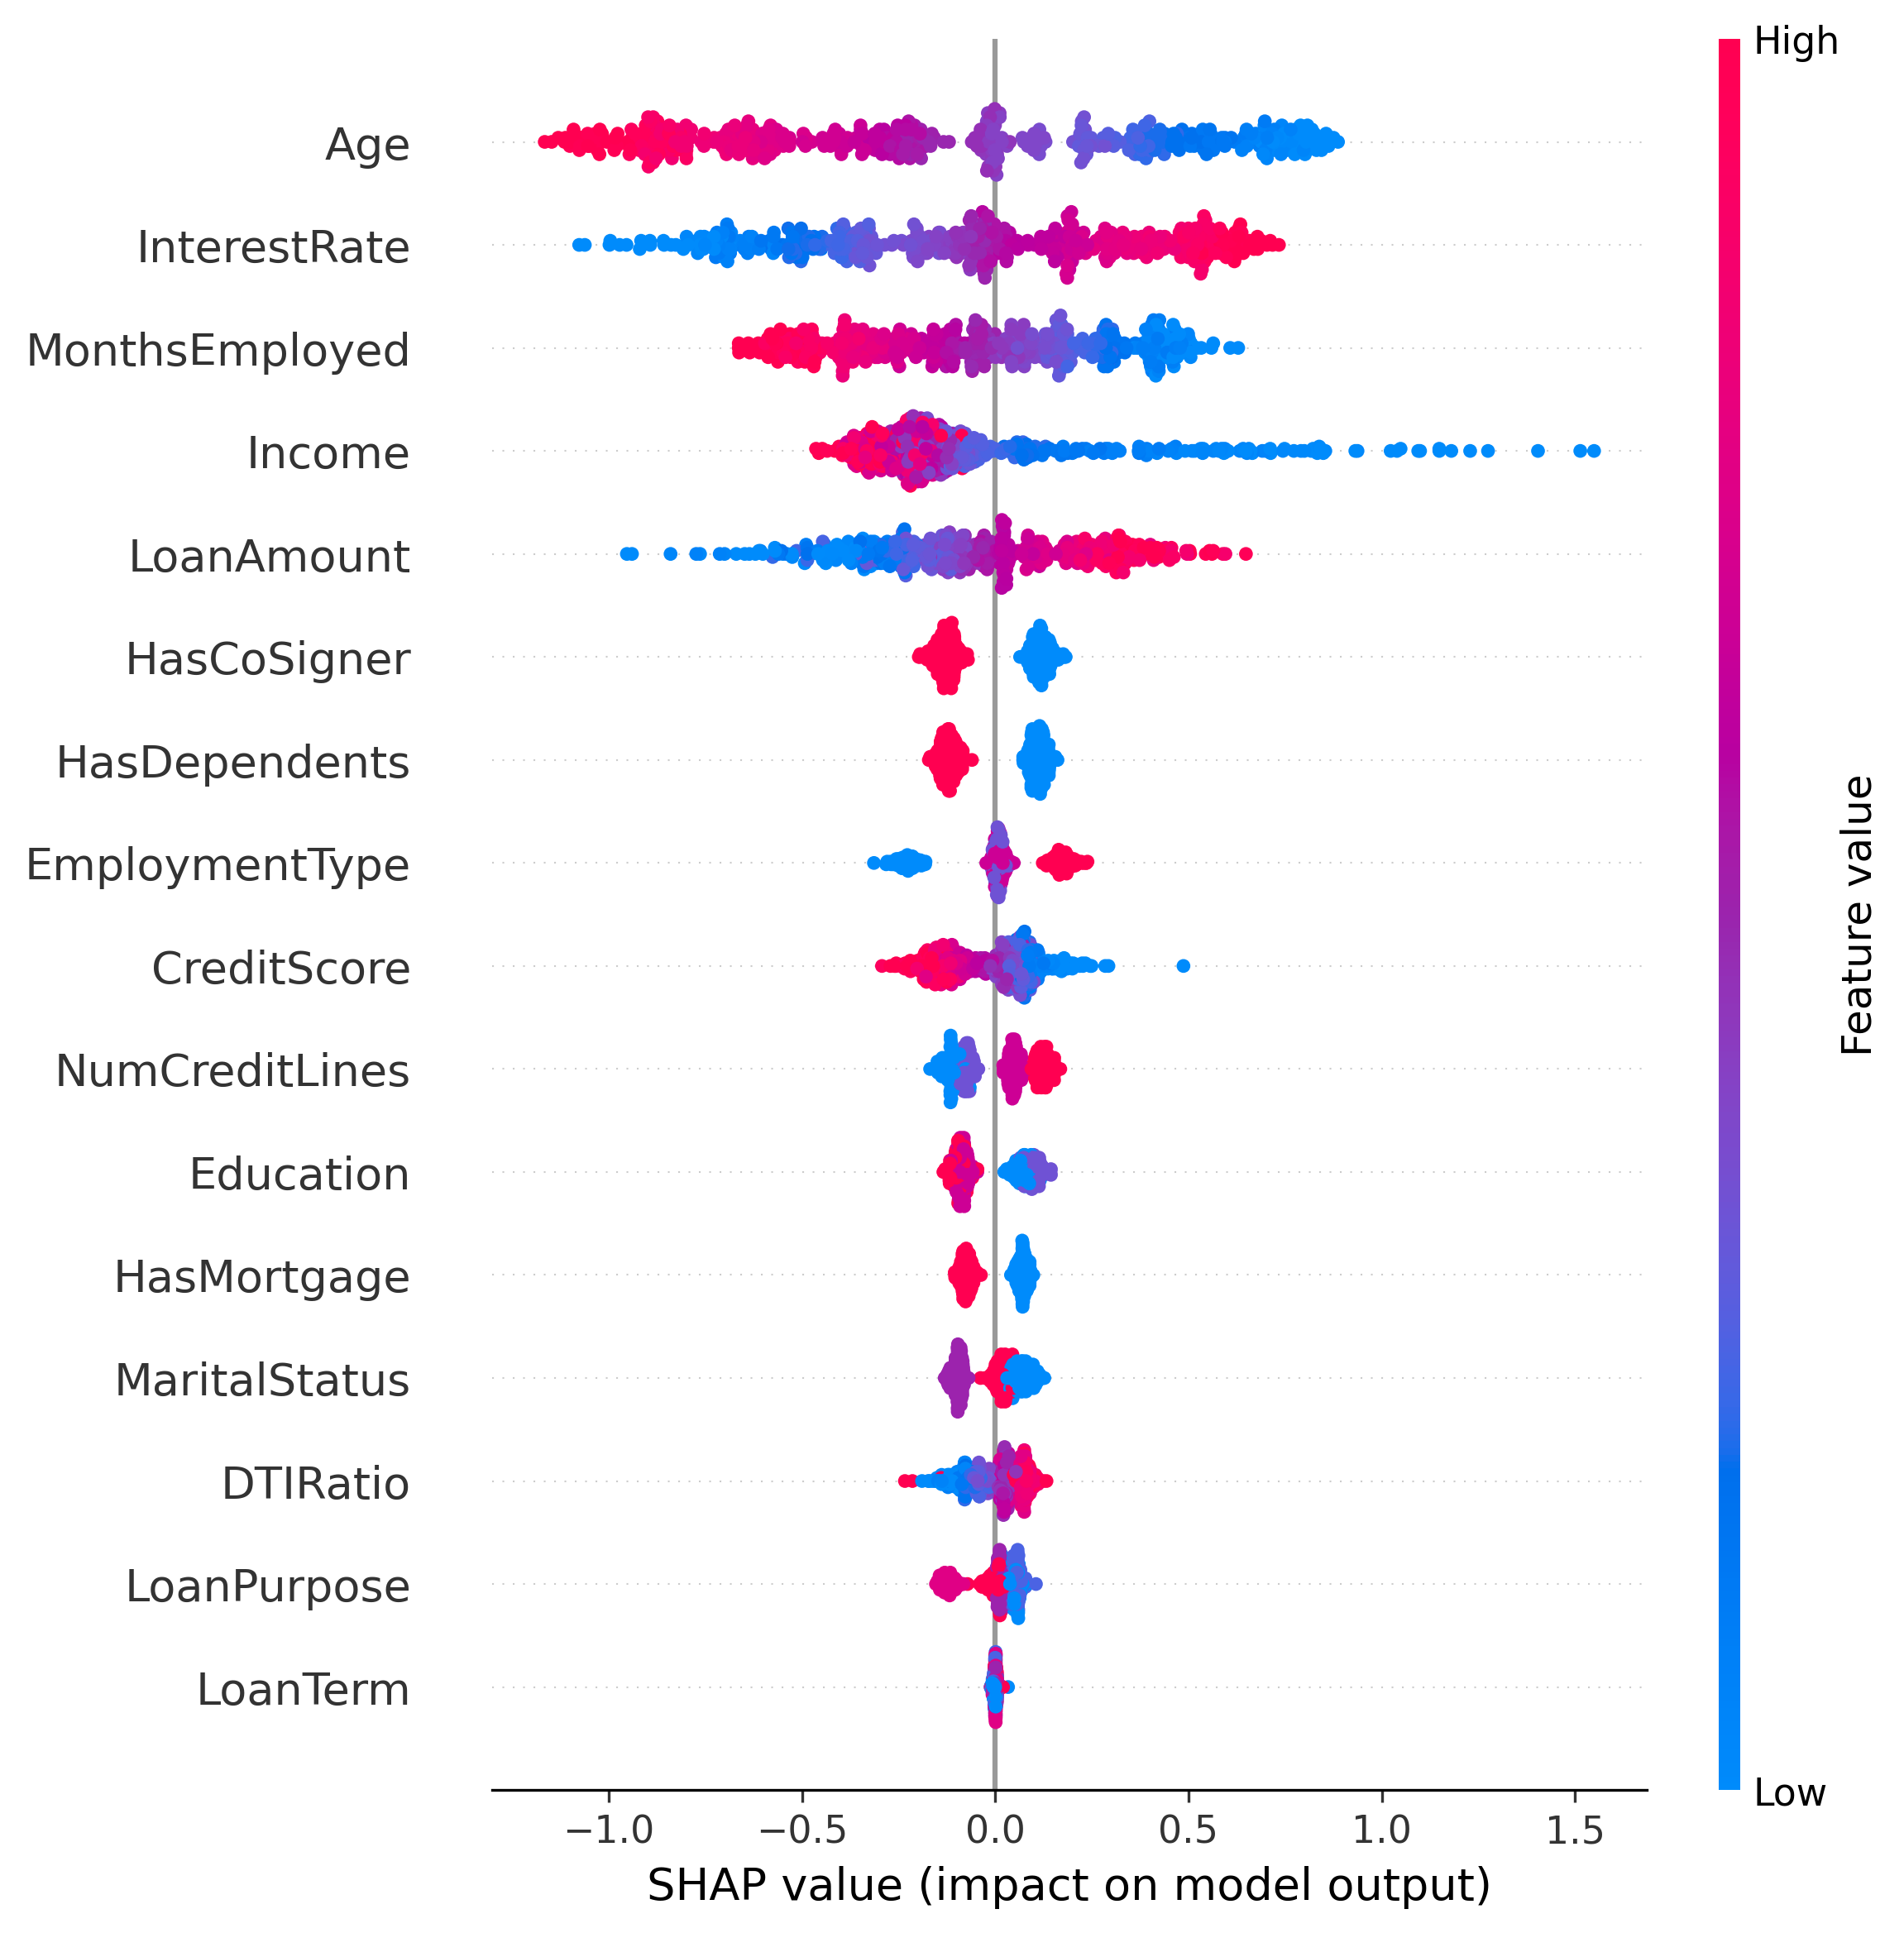 High
Age
InterestRate
MonthsEmployed
Income
LoanAmount
HasCoSigner
HasDependents
EmploymentType
CreditScore
NumCreditLines
Education
HasMortgage
MaritalStatus
DTIRatio
LoanPurpose
LoanTerm
Feature value
Low
−1.0 −0.5 0.0 0.5 1.0 1.5
SHAP value (impact on model output)